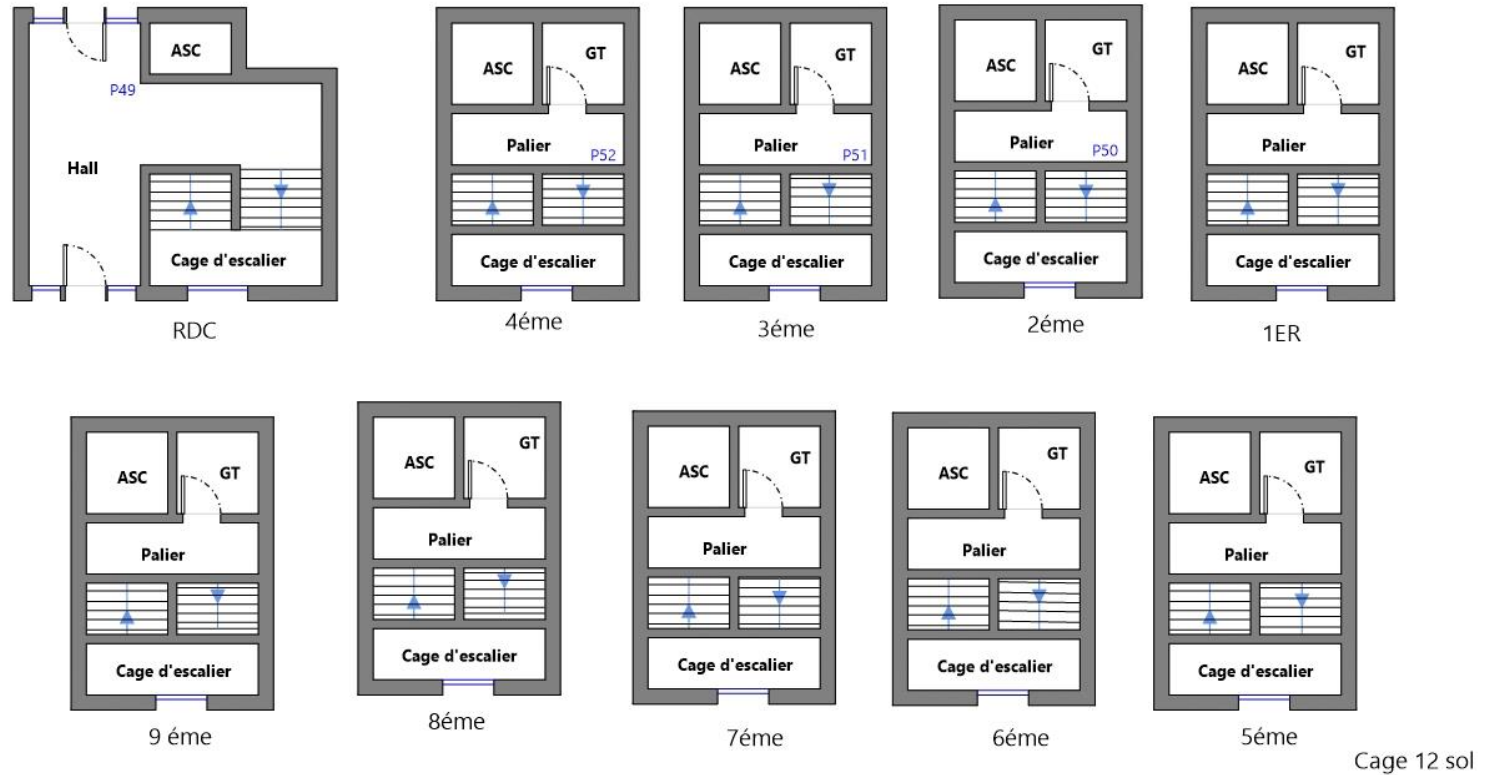 ASC
P49
Hall
Cage d'escalier
RDC
ASC
GT
Palier
P52
Cage d'escalier
4éme
ASC
GT
Palier
P51
Cage d'escalier
3éme
ASC
GT
Palier
P50
Cage d'escalier
2éme
ASC
GT
Palier
Cage d'escalier
1ER
ASC
GT
Palier
Cage d'escalier
9 éme
ASC
GT
Palier
Cage d'escalier
8éme
ASC
GT
Palier
Cage d'escalier
7éme
ASC
GT
Palier
Cage d'escalier
6éme
ASC
GT
Palier
Cage d'escalier
5éme
Cage 12 sol